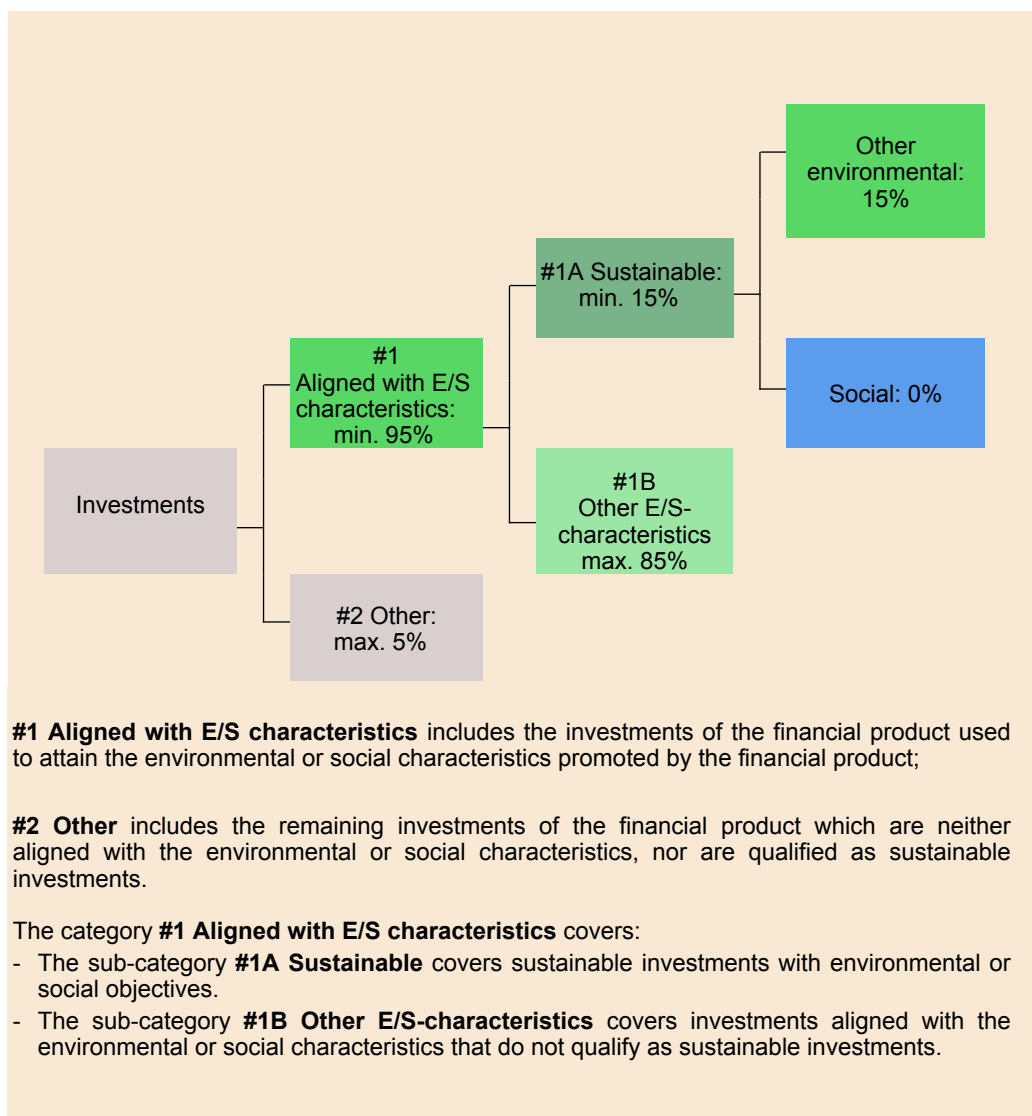 Other
environmental:
15%
#1A Sustainable:
min. 15%
#1
Aligned with E/S
characteristics:
min. 95%
Social: 0%
Investments
#1B
Other E/S-
characteristics
max. 85%
#2 Other:
max. 5%
#1 Aligned with E/S characteristics includes the investments of the financial product used
to attain the environmental or social characteristics promoted by the financial product;
#2 Other includes the remaining investments of the financial product which are neither
aligned with the environmental or social characteristics, nor are qualified as sustainable
investments.
The category #1 Aligned with E/S characteristics covers:
- The sub-category #1A Sustainable covers sustainable investments with environmental or
social objectives.
- The sub-category #1B Other E/S-characteristics covers investments aligned with the
environmental or social characteristics that do not qualify as sustainable investments.